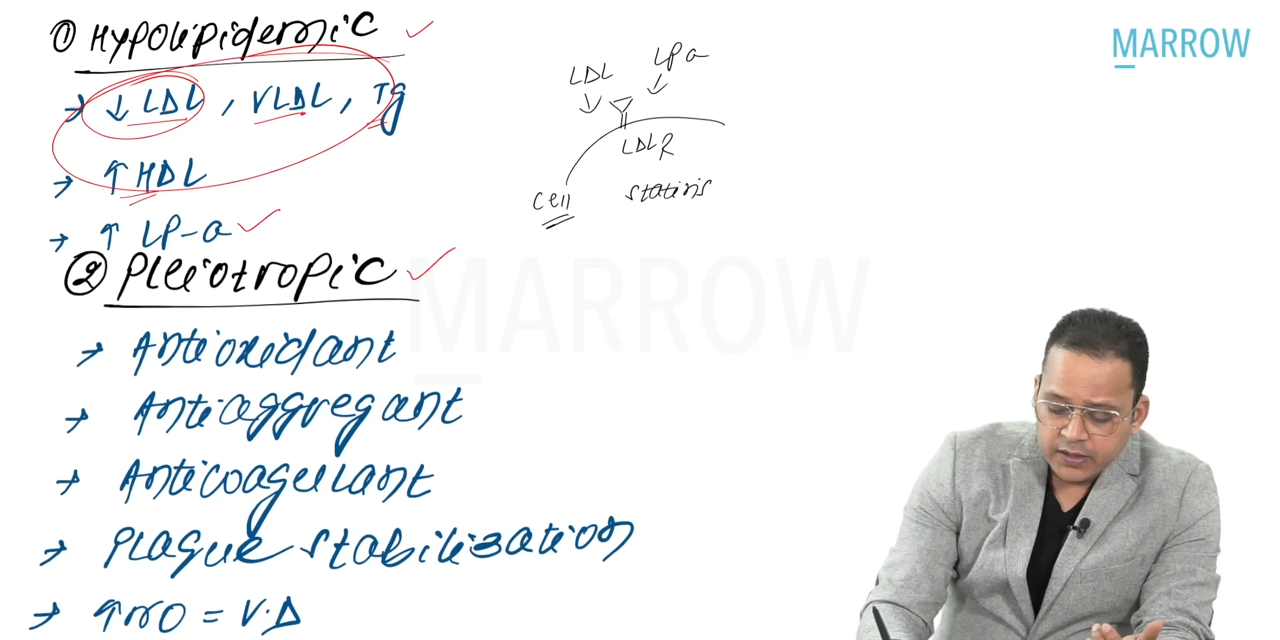 ① Hypolipidemic ✓
→ ↓ LDL, VLDL, Tg
→ ↑ HDL
→ ↑ LP-a ✓
② Pleiotropic ✓
→ Antioxidant
→ Antiaggregant
→ Anticoagulant
→ Plaque stabilization
→ ↑ NO = V.D
LDL LP a
LDL R
Cell statins
MARROW
MARROW